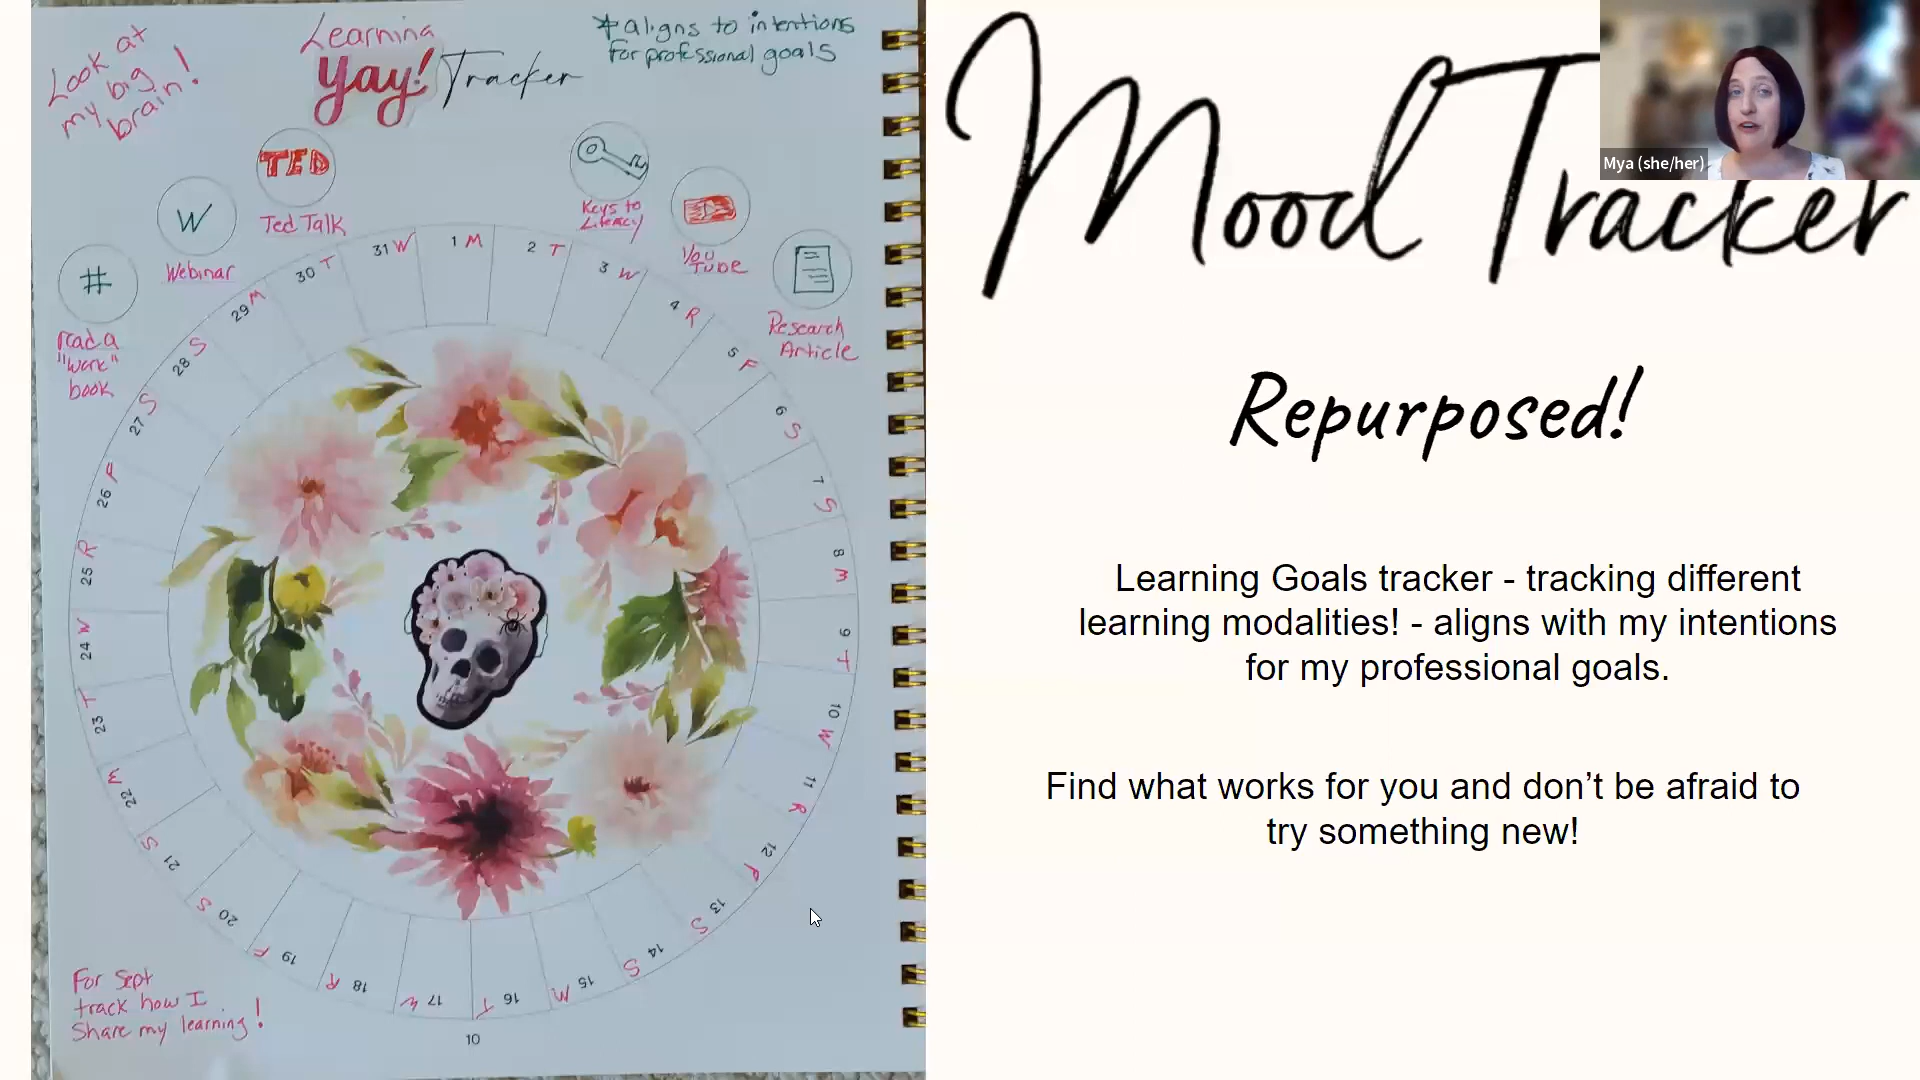 Look at
my big
brain!
Learning
yay! Tracker
* aligns to intentions
for professional goals
TED
Ted Talk
W
Webinar
#
read a
"work"
book
Keys to
Literacy
You
Tube
Research
Article
1 M
2 T
3 W
4 R
5 F
6 S
7 S
8 M
9 T
10 W
11 R
12 F
13 S
14 S
15 M
16 T
17 W
18 R
19 F
20 S
21 S
22 M
23 T
24 W
25 R
26 F
27 S
28 S
29 M
30 T
31 W
For Sept
track how I
Share my learning!
10
Mood Tracker
Repurposed!
Learning Goals tracker - tracking different
learning modalities! - aligns with my intentions
for my professional goals.
Find what works for you and don’t be afraid to
try something new!
Mya (she/her)